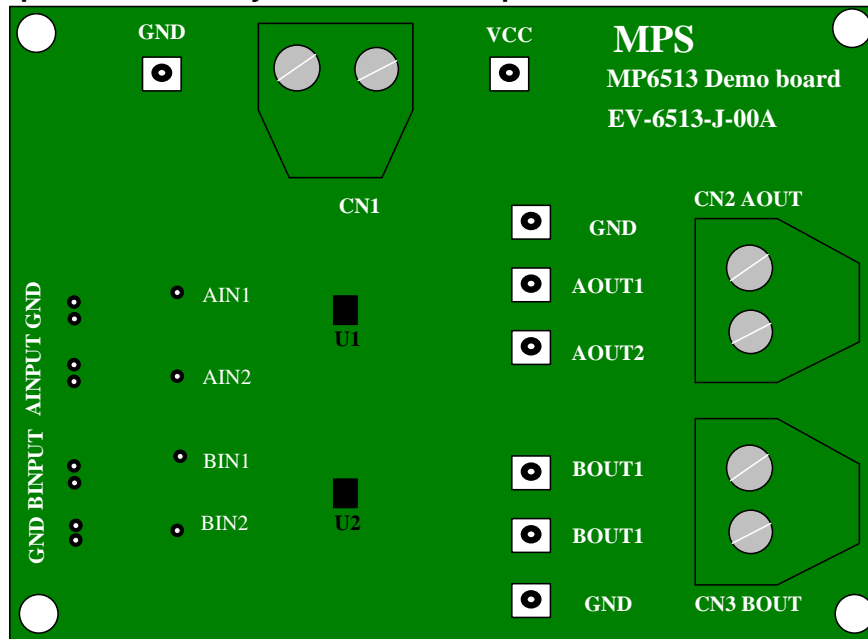 GND
VCC
MPS
MP6513 Demo board
EV-6513-J-00A
CN1
CN2 AOUT
GND
AOUT1
AOUT2
AINPUT GND
AIN1
AIN2
U1
GND BINPUT
BIN1
BIN2
U2
BOUT1
BOUT1
GND
CN3 BOUT